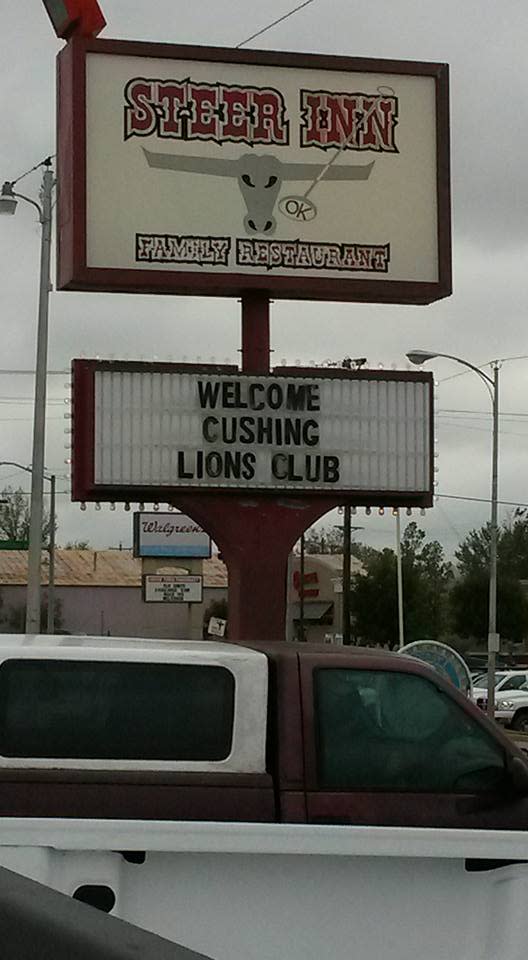 STEER INN
OK
FAMILY RESTAURANT
WELCOME
CUSHING
LIONS CLUB
Walgreens